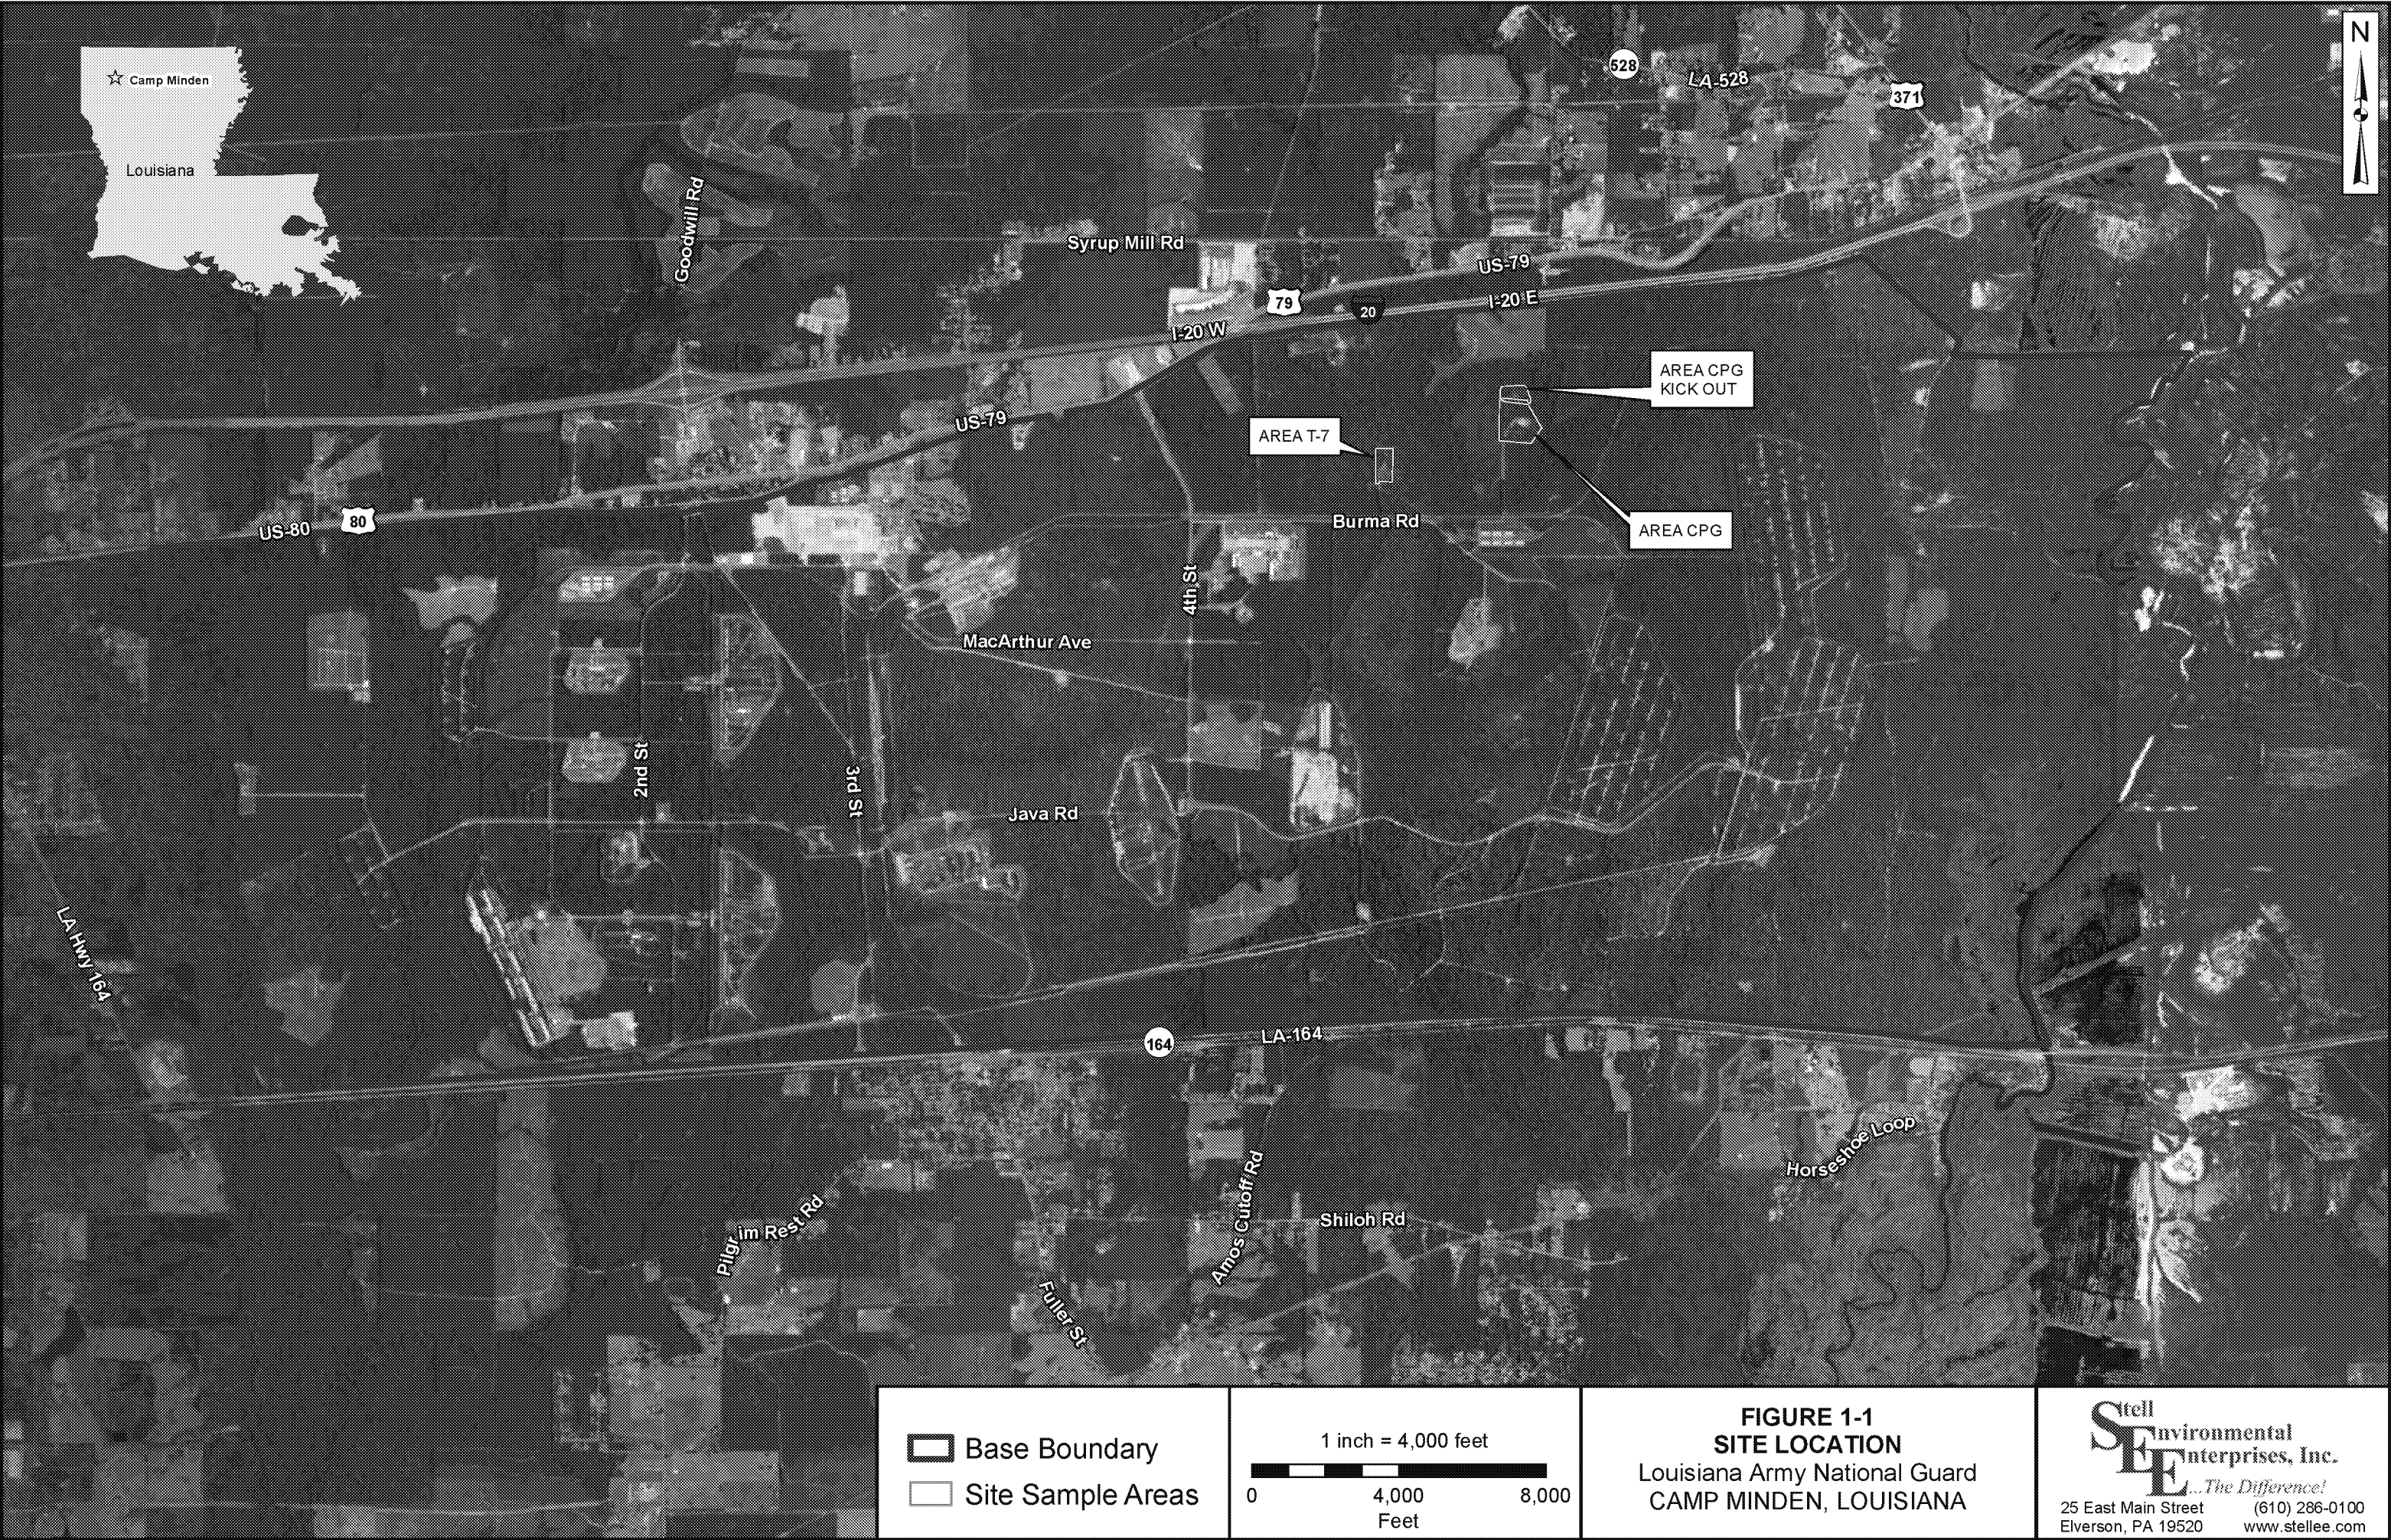 N
Camp Minden
Louisiana
528
LA-528
371
Goodwill Rd
Syrup Mill Rd
US-79
79
I-20 E
20
I-20 W
AREA CPG
KICK OUT
US-79
AREA T-7
US-80
80
Burma Rd
AREA CPG
4th St
MacArthur Ave
2nd St
3rd St
Java Rd
LA Hwy 164
164
LA-164
Horseshoe Loop
Pilgrim Rest Rd
Amos Cutoff Rd
Shiloh Rd
Fuller St
Base Boundary
Site Sample Areas
1 inch = 4,000 feet
0 4,000 8,000
Feet
FIGURE 1-1
SITE LOCATION
Louisiana Army National Guard
CAMP MINDEN, LOUISIANA
Stell
Environmental
Enterprises, Inc.
...The Difference!
25 East Main Street (610) 286-0100
Elverson, PA 19520 www.stellee.com